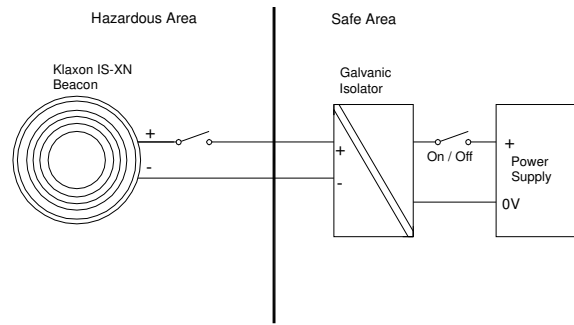 Hazardous Area
Safe Area
Klaxon IS-XN
Beacon
Galvanic
Isolator
+
-
+
-
On / Off
+
Power
Supply
0V